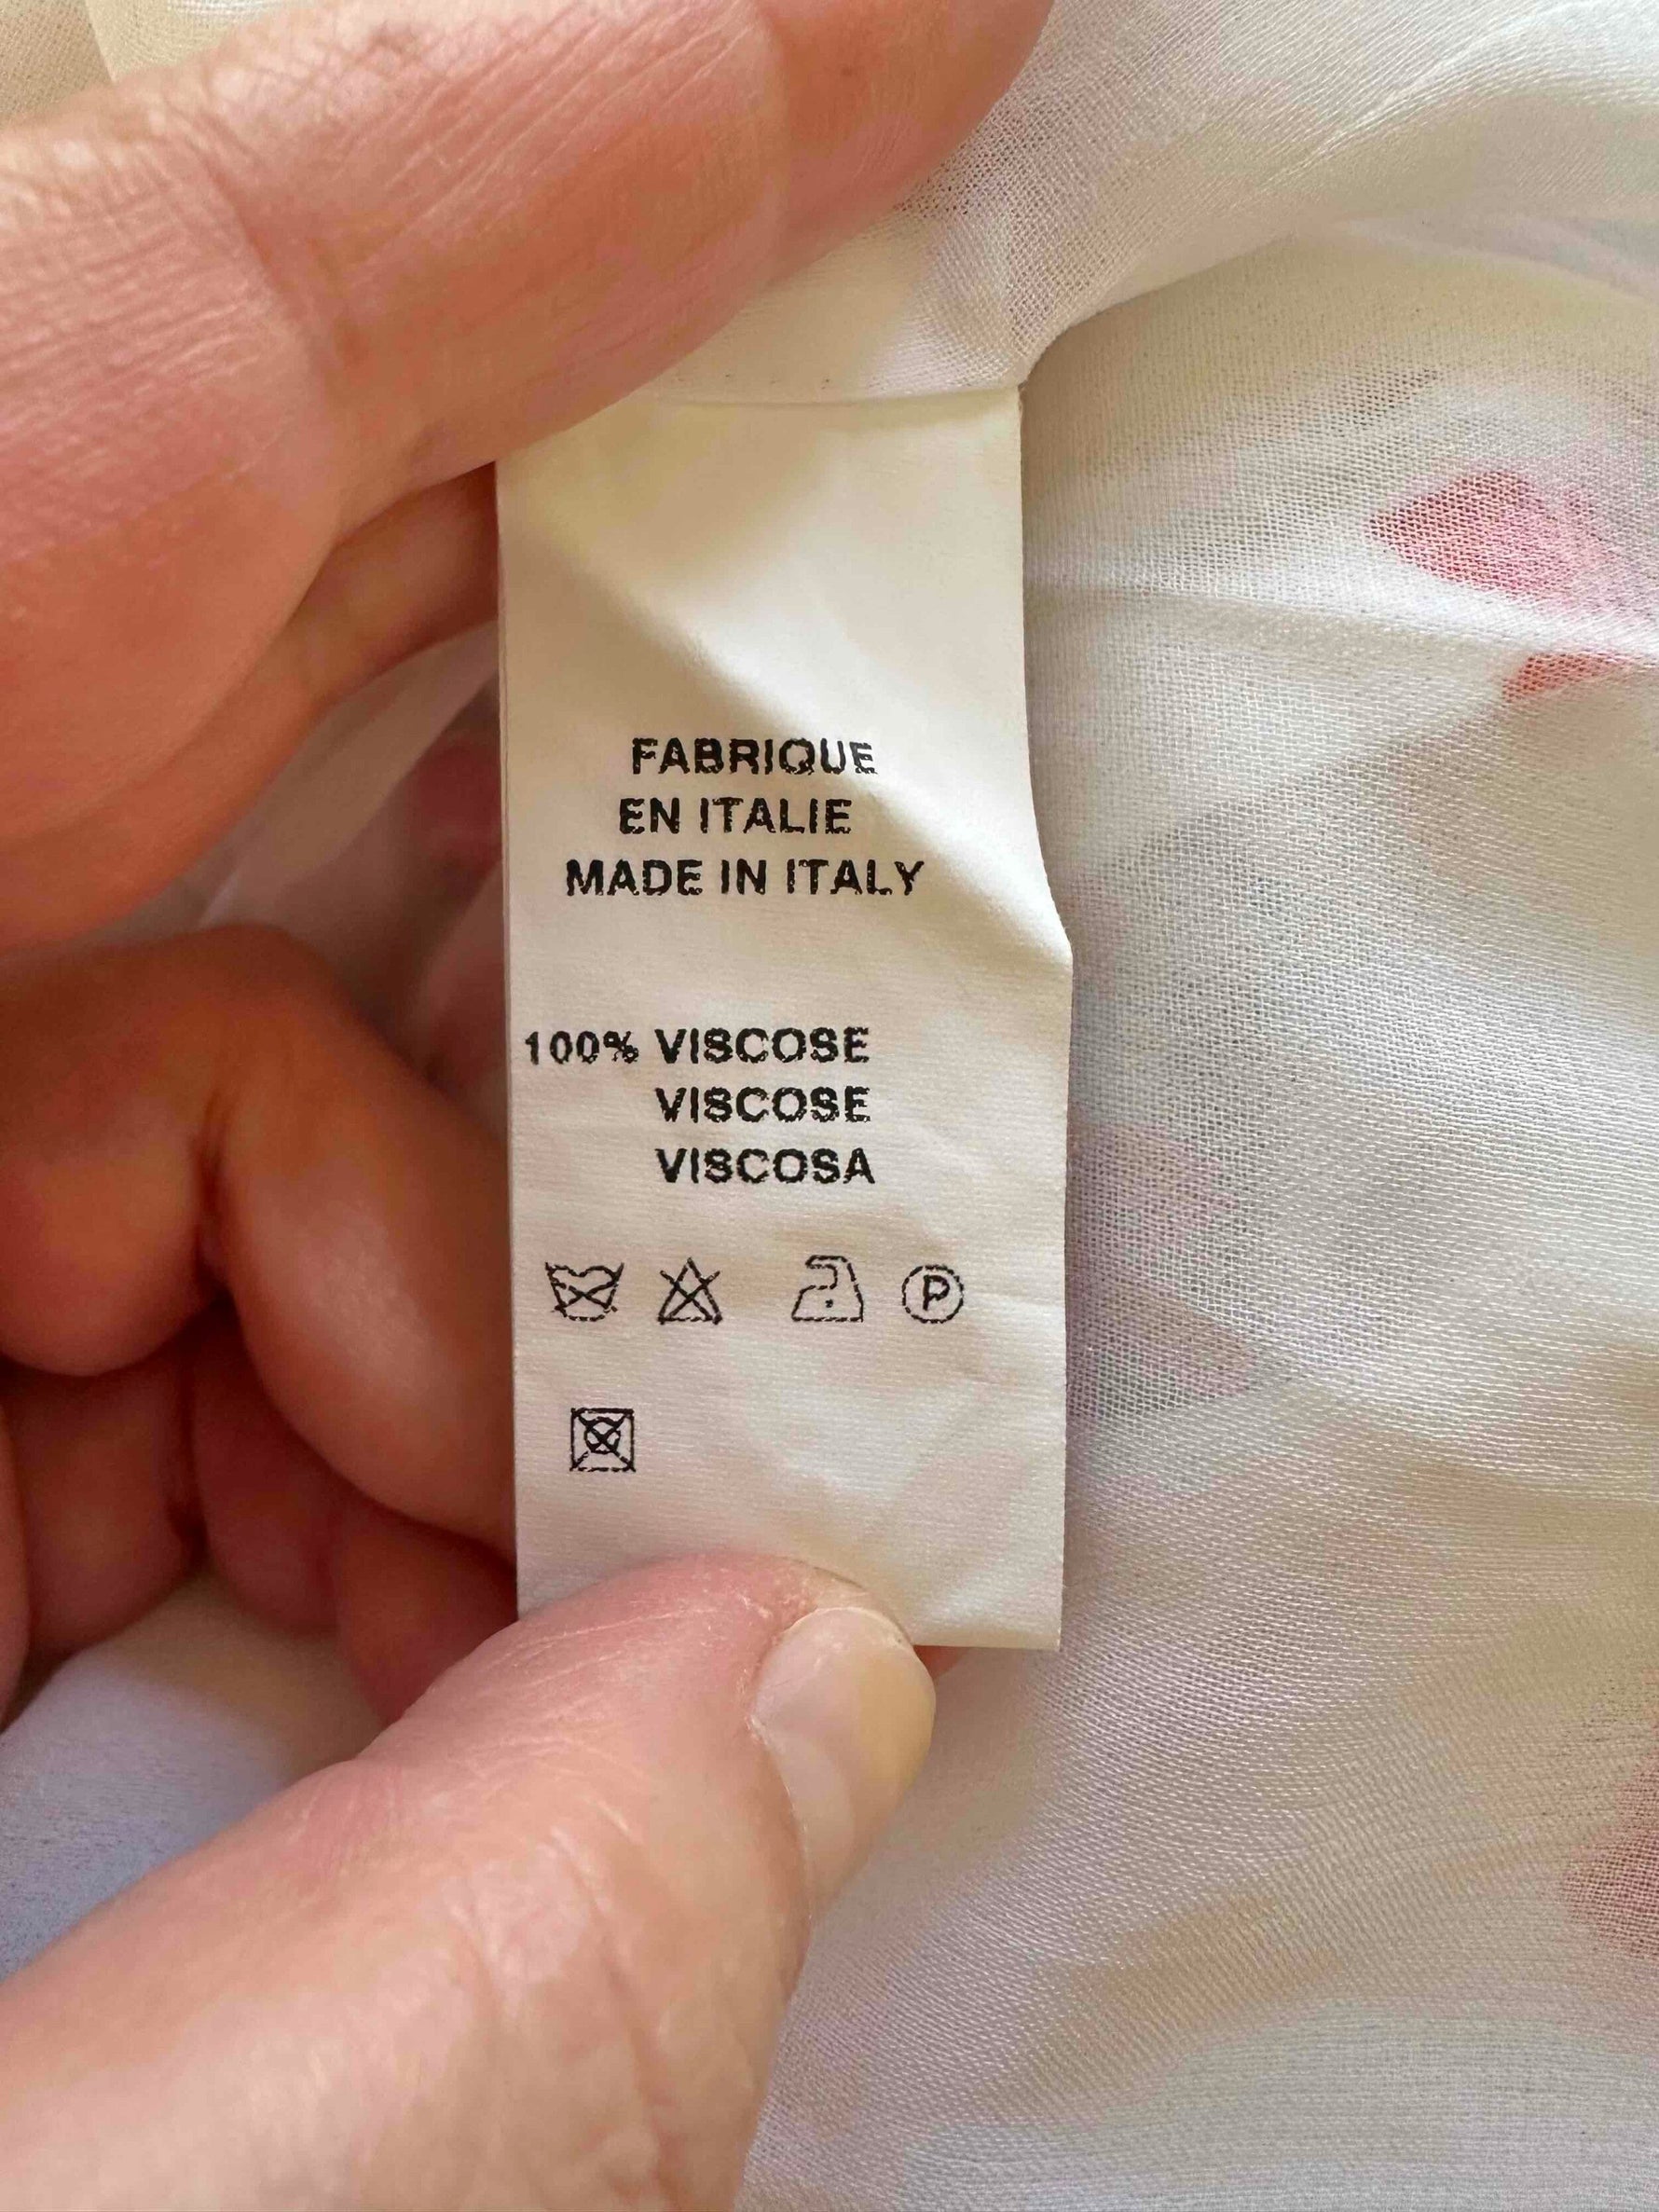 FABRIQUE
EN ITALIE
MADE IN ITALY
100% VISCOSE
VISCOSE
VISCOSA
P